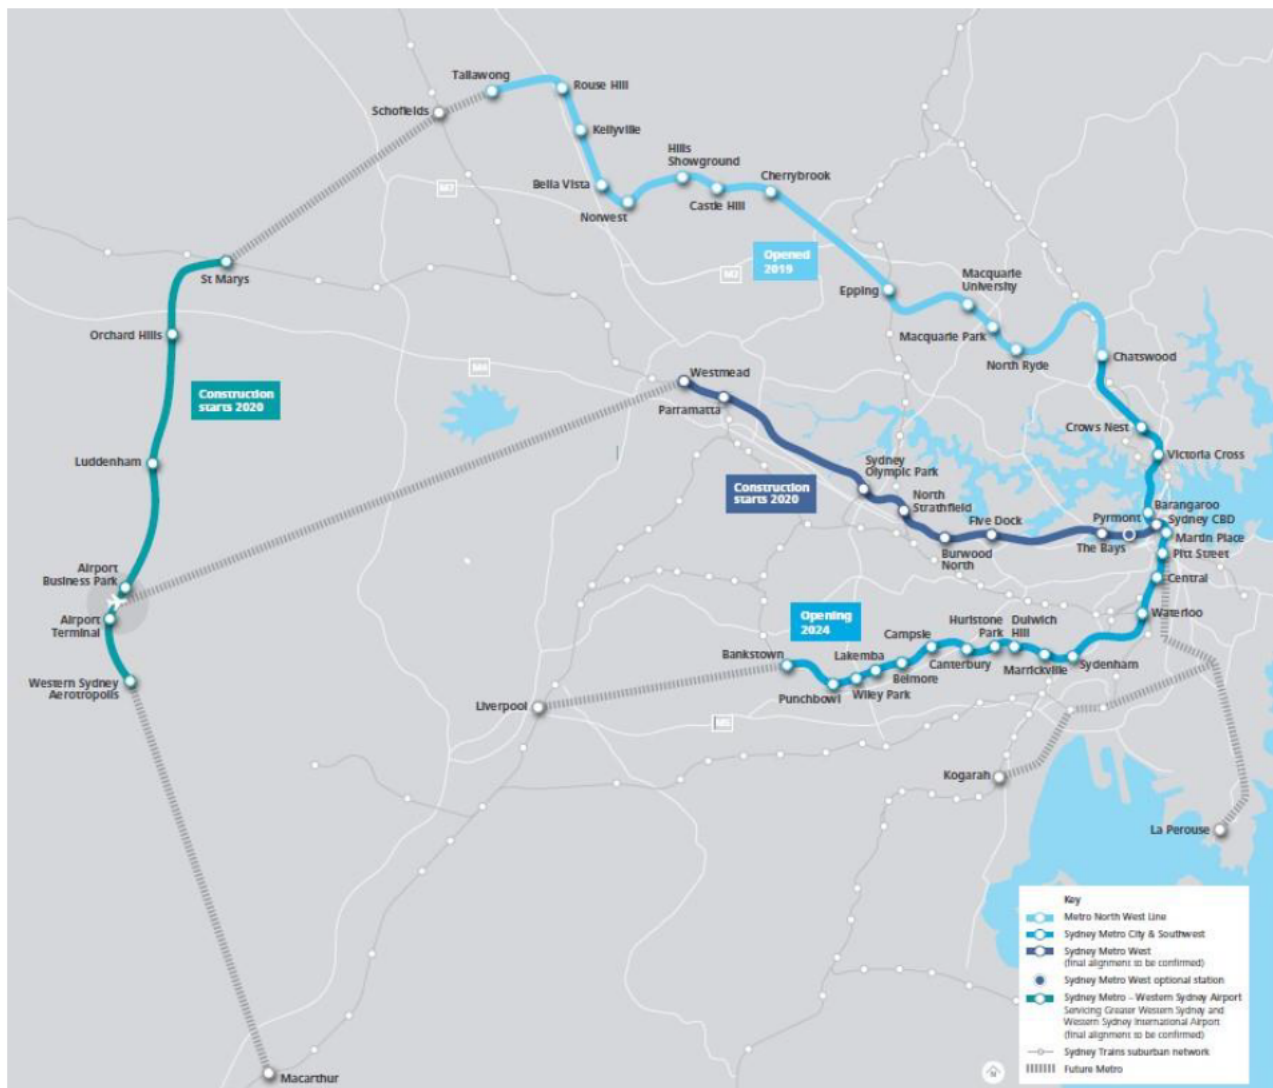 Tallawong
Rouse Hill
Schofields
Kellyville
Hills
Showground
Cherrybrook
Bella Vista
Castle Hill
Norwest
M7
Opened
2019
M2
Macquarie
University
St Marys
Epping
Orchard Hills
Macquarie Park
North Ryde
Chatswood
M4
Westmead
Construction
starts 2020
Parramatta
Crows Nest
Victoria Cross
Luddenham
Sydney
Olympic Park
Construction
starts 2020
North
Strathfield
Barangaroo
Five Dock
Pyrmont
Sydney CBD
Martin Place
Burwood
North
The Bays
Pitt Street
Airport
Business Park
Central
Airport
Terminal
Opening
2024
Waterloo
Hurlstone
Park
Dulwich
Hill
Campsie
Bankstown
Lakemba
Canterbury
Belmore
Marrickville
Sydenham
Western Sydney
Aerotropolis
Punchbowl
Wiley Park
Liverpool
M5
Kogarah
La Perouse
Macarthur
Key
Metro North West Line
Sydney Metro City & Southwest
Sydney Metro West
(final alignment to be confirmed)
Sydney Metro West optional station
Sydney Metro – Western Sydney Airport
Servicing Greater Western Sydney and
Western Sydney International Airport
(final alignment to be confirmed)
Sydney Trains suburban network
Future Metro
N